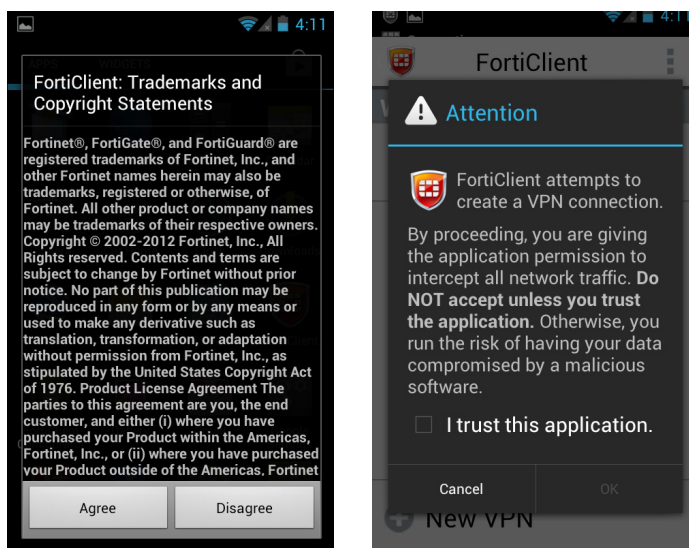 4:11
APPS WIDGETS
FortiClient: Trademarks and
Copyright Statements
Fortinet®, FortiGate®, and FortiGuard® are
registered trademarks of Fortinet, Inc., and
other Fortinet names herein may also be
trademarks, registered or otherwise, of
Fortinet. All other product or company names
may be trademarks of their respective owners.
Copyright © 2002-2012 Fortinet, Inc., All
Rights reserved. Contents and terms are
subject to change by Fortinet without prior
notice. No part of this publication may be
reproduced in any form or by any means or
used to make any derivative such as
translation, transformation, or adaptation
without permission from Fortinet, Inc., as
stipulated by the United States Copyright Act
of 1976. Product License Agreement The
parties to this agreement are you, the end
customer, and either (i) where you have
purchased your Product within the Americas,
Fortinet, Inc., or (ii) where you have purchased
your Product outside of the Americas, Fortinet
Agree Disagree
4:11
FortiClient
Attention
FortiClient attempts to
create a VPN connection.
By proceeding, you are giving
the application permission to
intercept all network traffic. Do
NOT accept unless you trust
the application. Otherwise, you
run the risk of having your data
compromised by a malicious
software.
I trust this application.
Cancel OK
New VPN